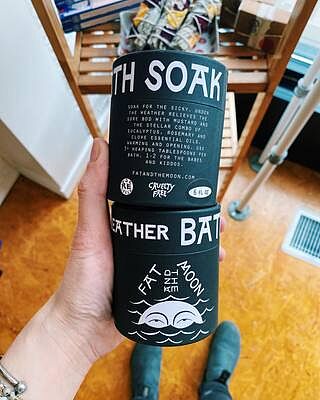 TH SOAK
SOAK FOR THE SICKY. UNDER
THE WEATHER RELIEVES THE
SORE BOD WITH MUSTARD AND
THE STELLAR COMBO OF
EUCALYPTUS, ROSEMARY AND
CLOVE ESSENTIAL OILS.
WARMING AND OPENING. USE
3+ HEAPING TABLESPOONS PER
BATH, 1-2 FOR THE BABES
AND KIDDOS.
FATANDTHEMOON.COM
CRUELTY
FREE
6 FL OZ
EATHER BAT
FAT AND THE MOON